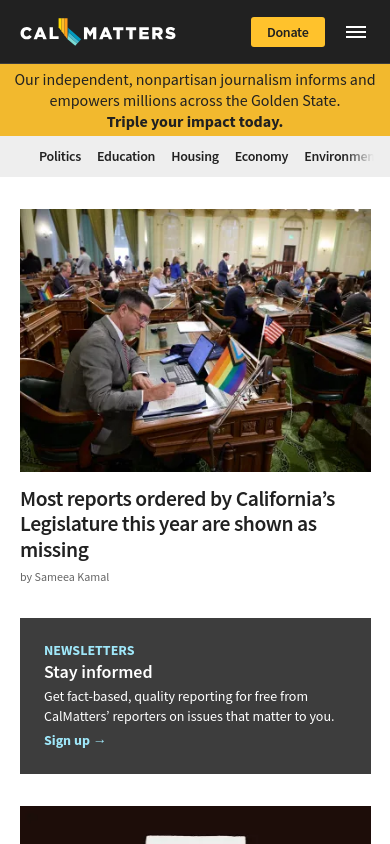 CAL MATTERS
Donate
Our independent, nonpartisan journalism informs and
empowers millions across the Golden State.
Triple your impact today.
Politics Education Housing Economy
Most reports ordered by California’s
Legislature this year are shown as
missing
by Sameea Kamal
NEWSLETTERS
Stay informed
Get fact-based, quality reporting for free from
CalMatters’ reporters on issues that matter to you.
Sign up →